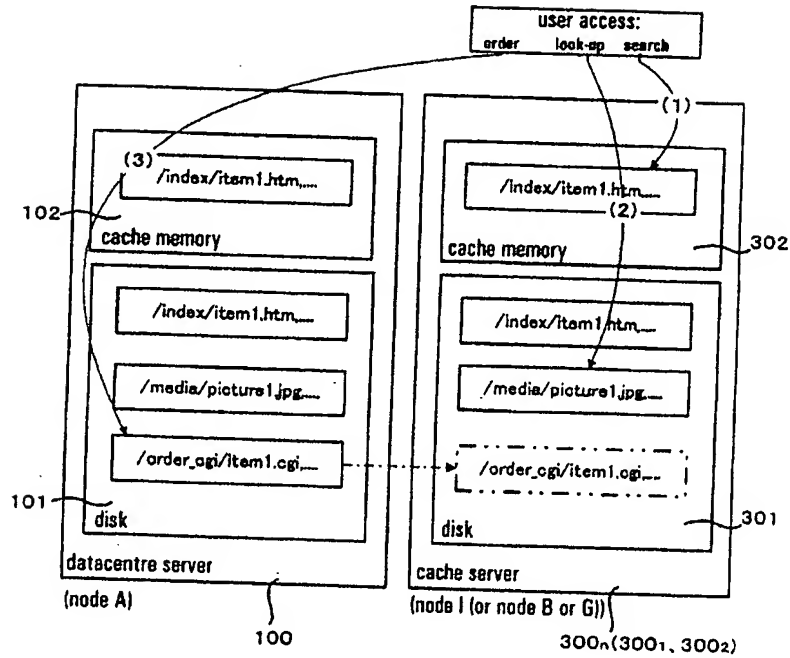 user access:
order look-up search
(1)
(3)
/index/item1.htm,....
/index/item1.htm,....
(2)
102
cache memory
cache memory
302
/index/item1.htm,....
/index/item1.htm,....
/media/picture1.jpg,....
/media/picture1.jpg,....
/order_cgi/item1.cgi,....
/order_cgi/item1.cgi,....
101
disk
disk
301
datacentre server
cache server
(node A)
100
(node I (or node B or G))
300n(300₁, 300₂)